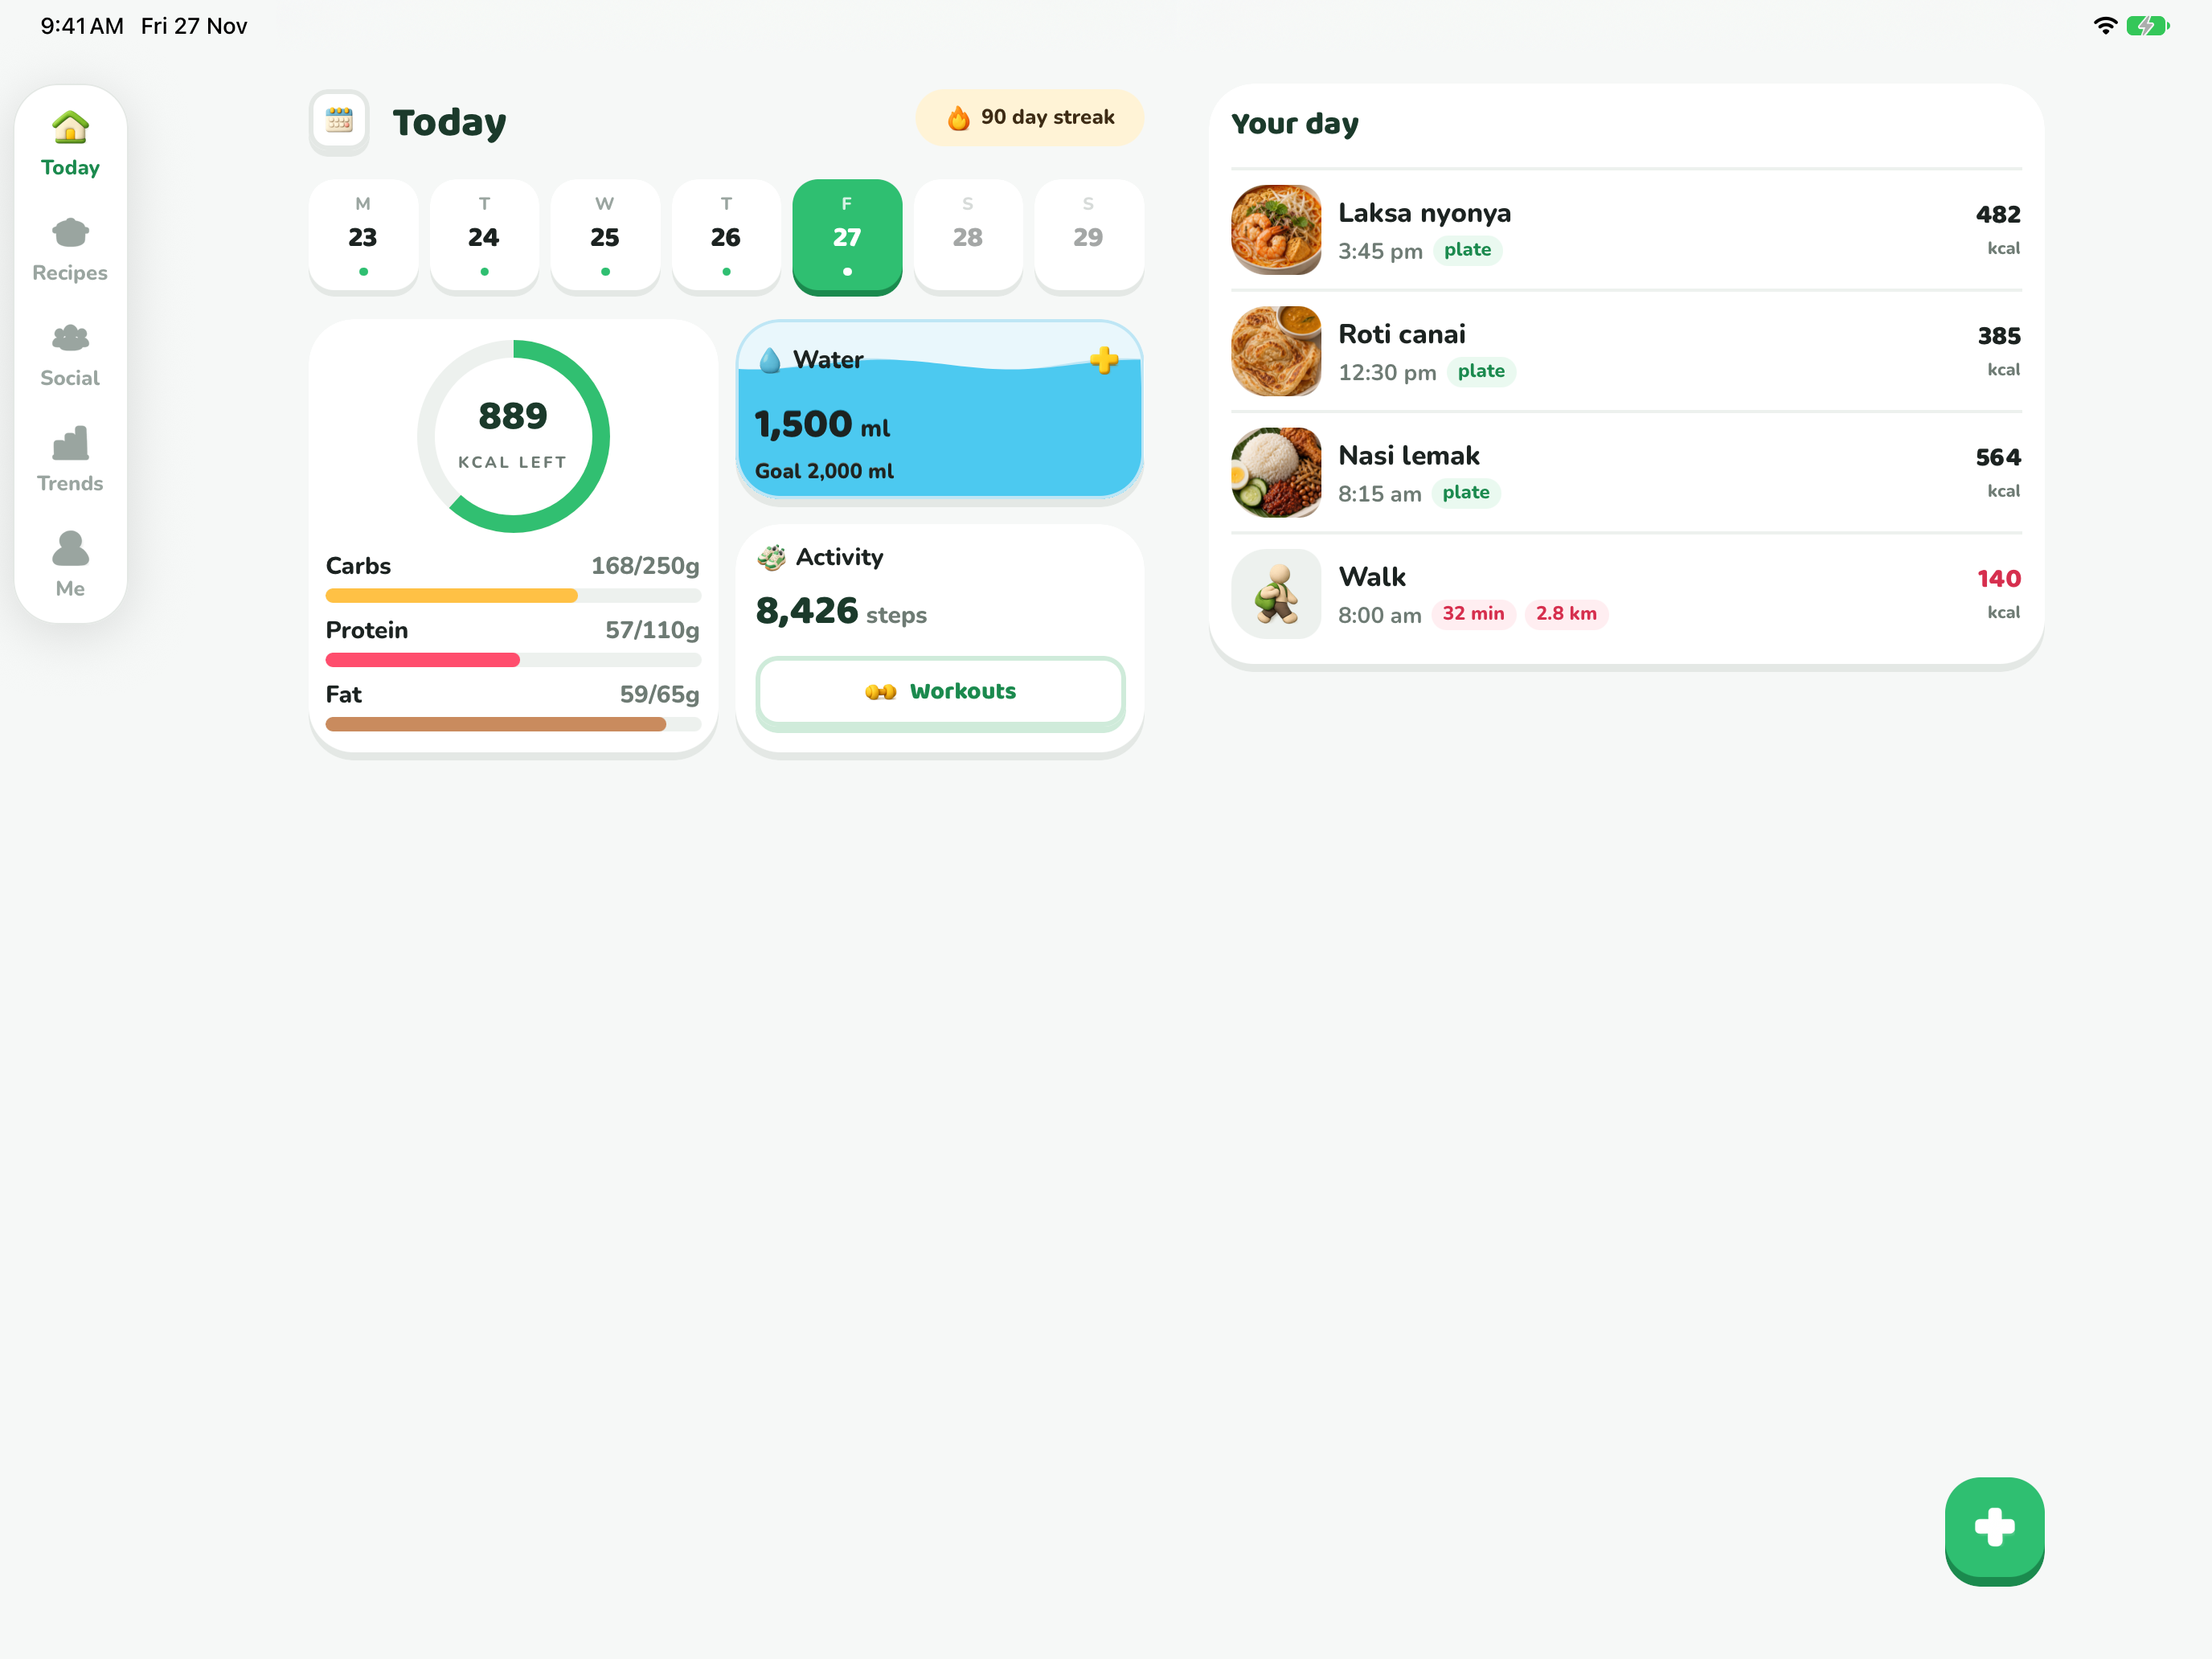 9:41 AM Fri 27 Nov
Today
Recipes
Social
Trends
Me
Today
90 day streak
M T W T F S S
23 24 25 26 27 28 29
889
KCAL LEFT
Carbs 168/250g
Protein 57/110g
Fat 59/65g
Water
1,500 ml
Goal 2,000 ml
Activity
8,426 steps
Workouts
Your day
Laksa nyonya 482
3:45 pm plate kcal
Roti canai 385
12:30 pm plate kcal
Nasi lemak 564
8:15 am plate kcal
Walk 140
8:00 am 32 min 2.8 km kcal